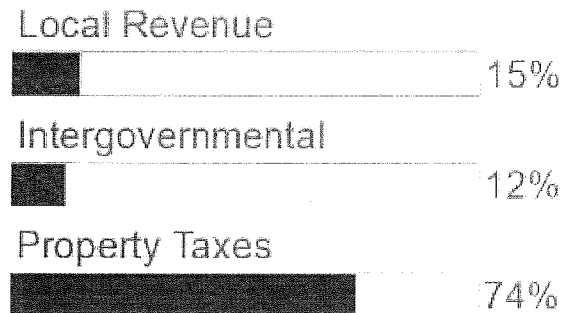 Local Revenue
15%
Intergovernmental
12%
Property Taxes
74%